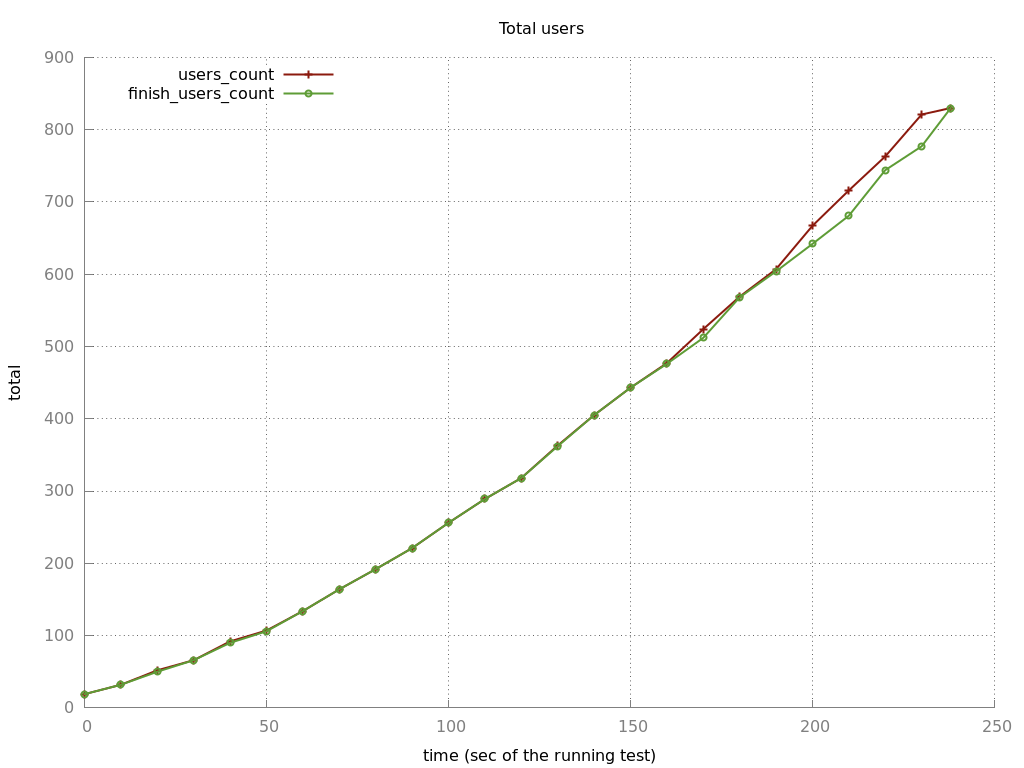 Total users
900
800
700
600
500
400
300
200
100
0
users_count
finish_users_count
total
0 50 100 150 200 250
time (sec of the running test)